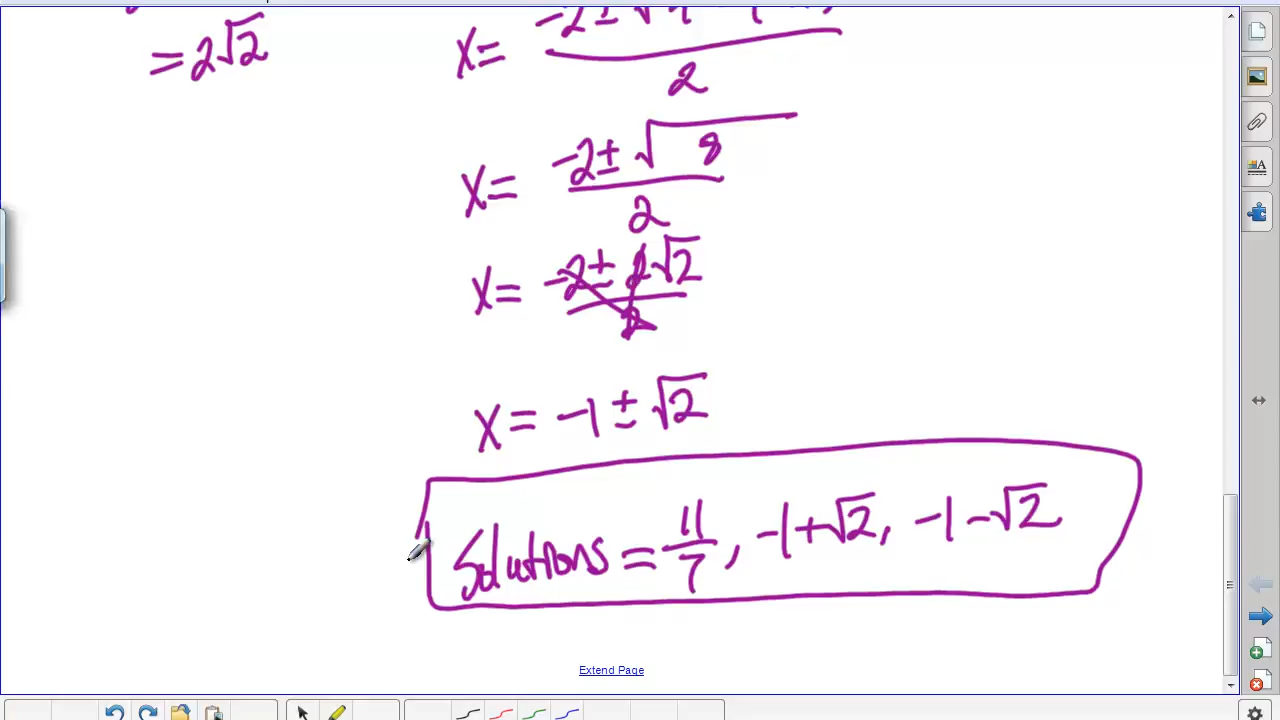 = 2√2
x = -2 ± √
2
x = -2 ± √8
2
x = -2 ± 2√2
2
x = -1 ± √2
Solutions = 11/7, -1+√2, -1-√2
Extend Page